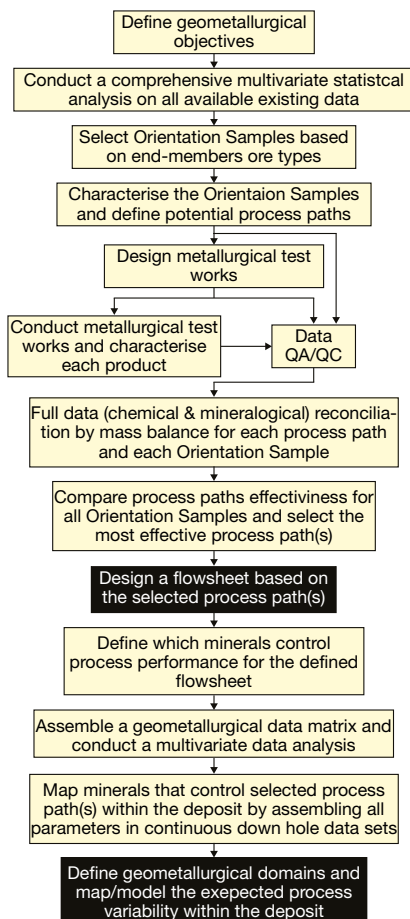 Define geometallurgical
objectives
Conduct a comprehensive multivariate statistcal
analysis on all available existing data
Select Orientation Samples based
on end-members ore types
Characterise the Orientaion Samples
and define potential process paths
Design metallurgical test
works
Conduct metallurgical test
works and characterise
each product
Data
QA/QC
Full data (chemical & mineralogical) reconcilia-
tion by mass balance for each process path
and each Orientation Sample
Compare process paths effectiviness for
all Orientation Samples and select the
most effective process path(s)
Design a flowsheet based on
the selected process path(s)
Define which minerals control
process performance for the defined
flowsheet
Assemble a geometallurgical data matrix and
conduct a multivariate data analysis
Map minerals that control selected process
path(s) within the deposit by assembling all
parameters in continuous down hole data sets
Define geometallurgical domains and
map/model the exepected process
variability within the deposit